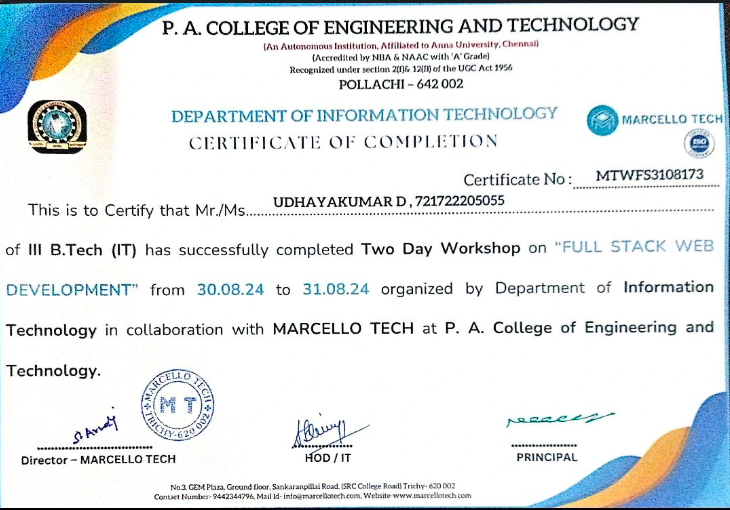 P. A. COLLEGE OF ENGINEERING AND TECHNOLOGY
(An Autonomous Institution, Affiliated to Anna University, Chennai)
(Accredited by NBA & NAAC with 'A' Grade)
Recognized under section 2(f)& 12(B) of the UGC Act 1956
POLLACHI – 642 002
DEPARTMENT OF INFORMATION TECHNOLOGY
MARCELLO TECH
CERTIFICATE OF COMPLETION
ISO
Certificate No : MTWFS3108173
This is to Certify that Mr./Ms. UDHAYAKUMAR D , 721722205055
of III B.Tech (IT) has successfully completed Two Day Workshop on "FULL STACK WEB
DEVELOPMENT" from 30.08.24 to 31.08.24 organized by Department of Information
Technology in collaboration with MARCELLO TECH at P. A. College of Engineering and
Technology.
MARCELLO TECH
MT
TRICHY-620 002
Director – MARCELLO TECH
HOD / IT
PRINCIPAL
No.3, GEM Plaza, Ground floor, Sankaranpillai Road, (SRC College Road) Trichy- 620 002
Contact Number- 9442344796, Mail Id- info@marcellotech.com, Website-www.marcellotech.com